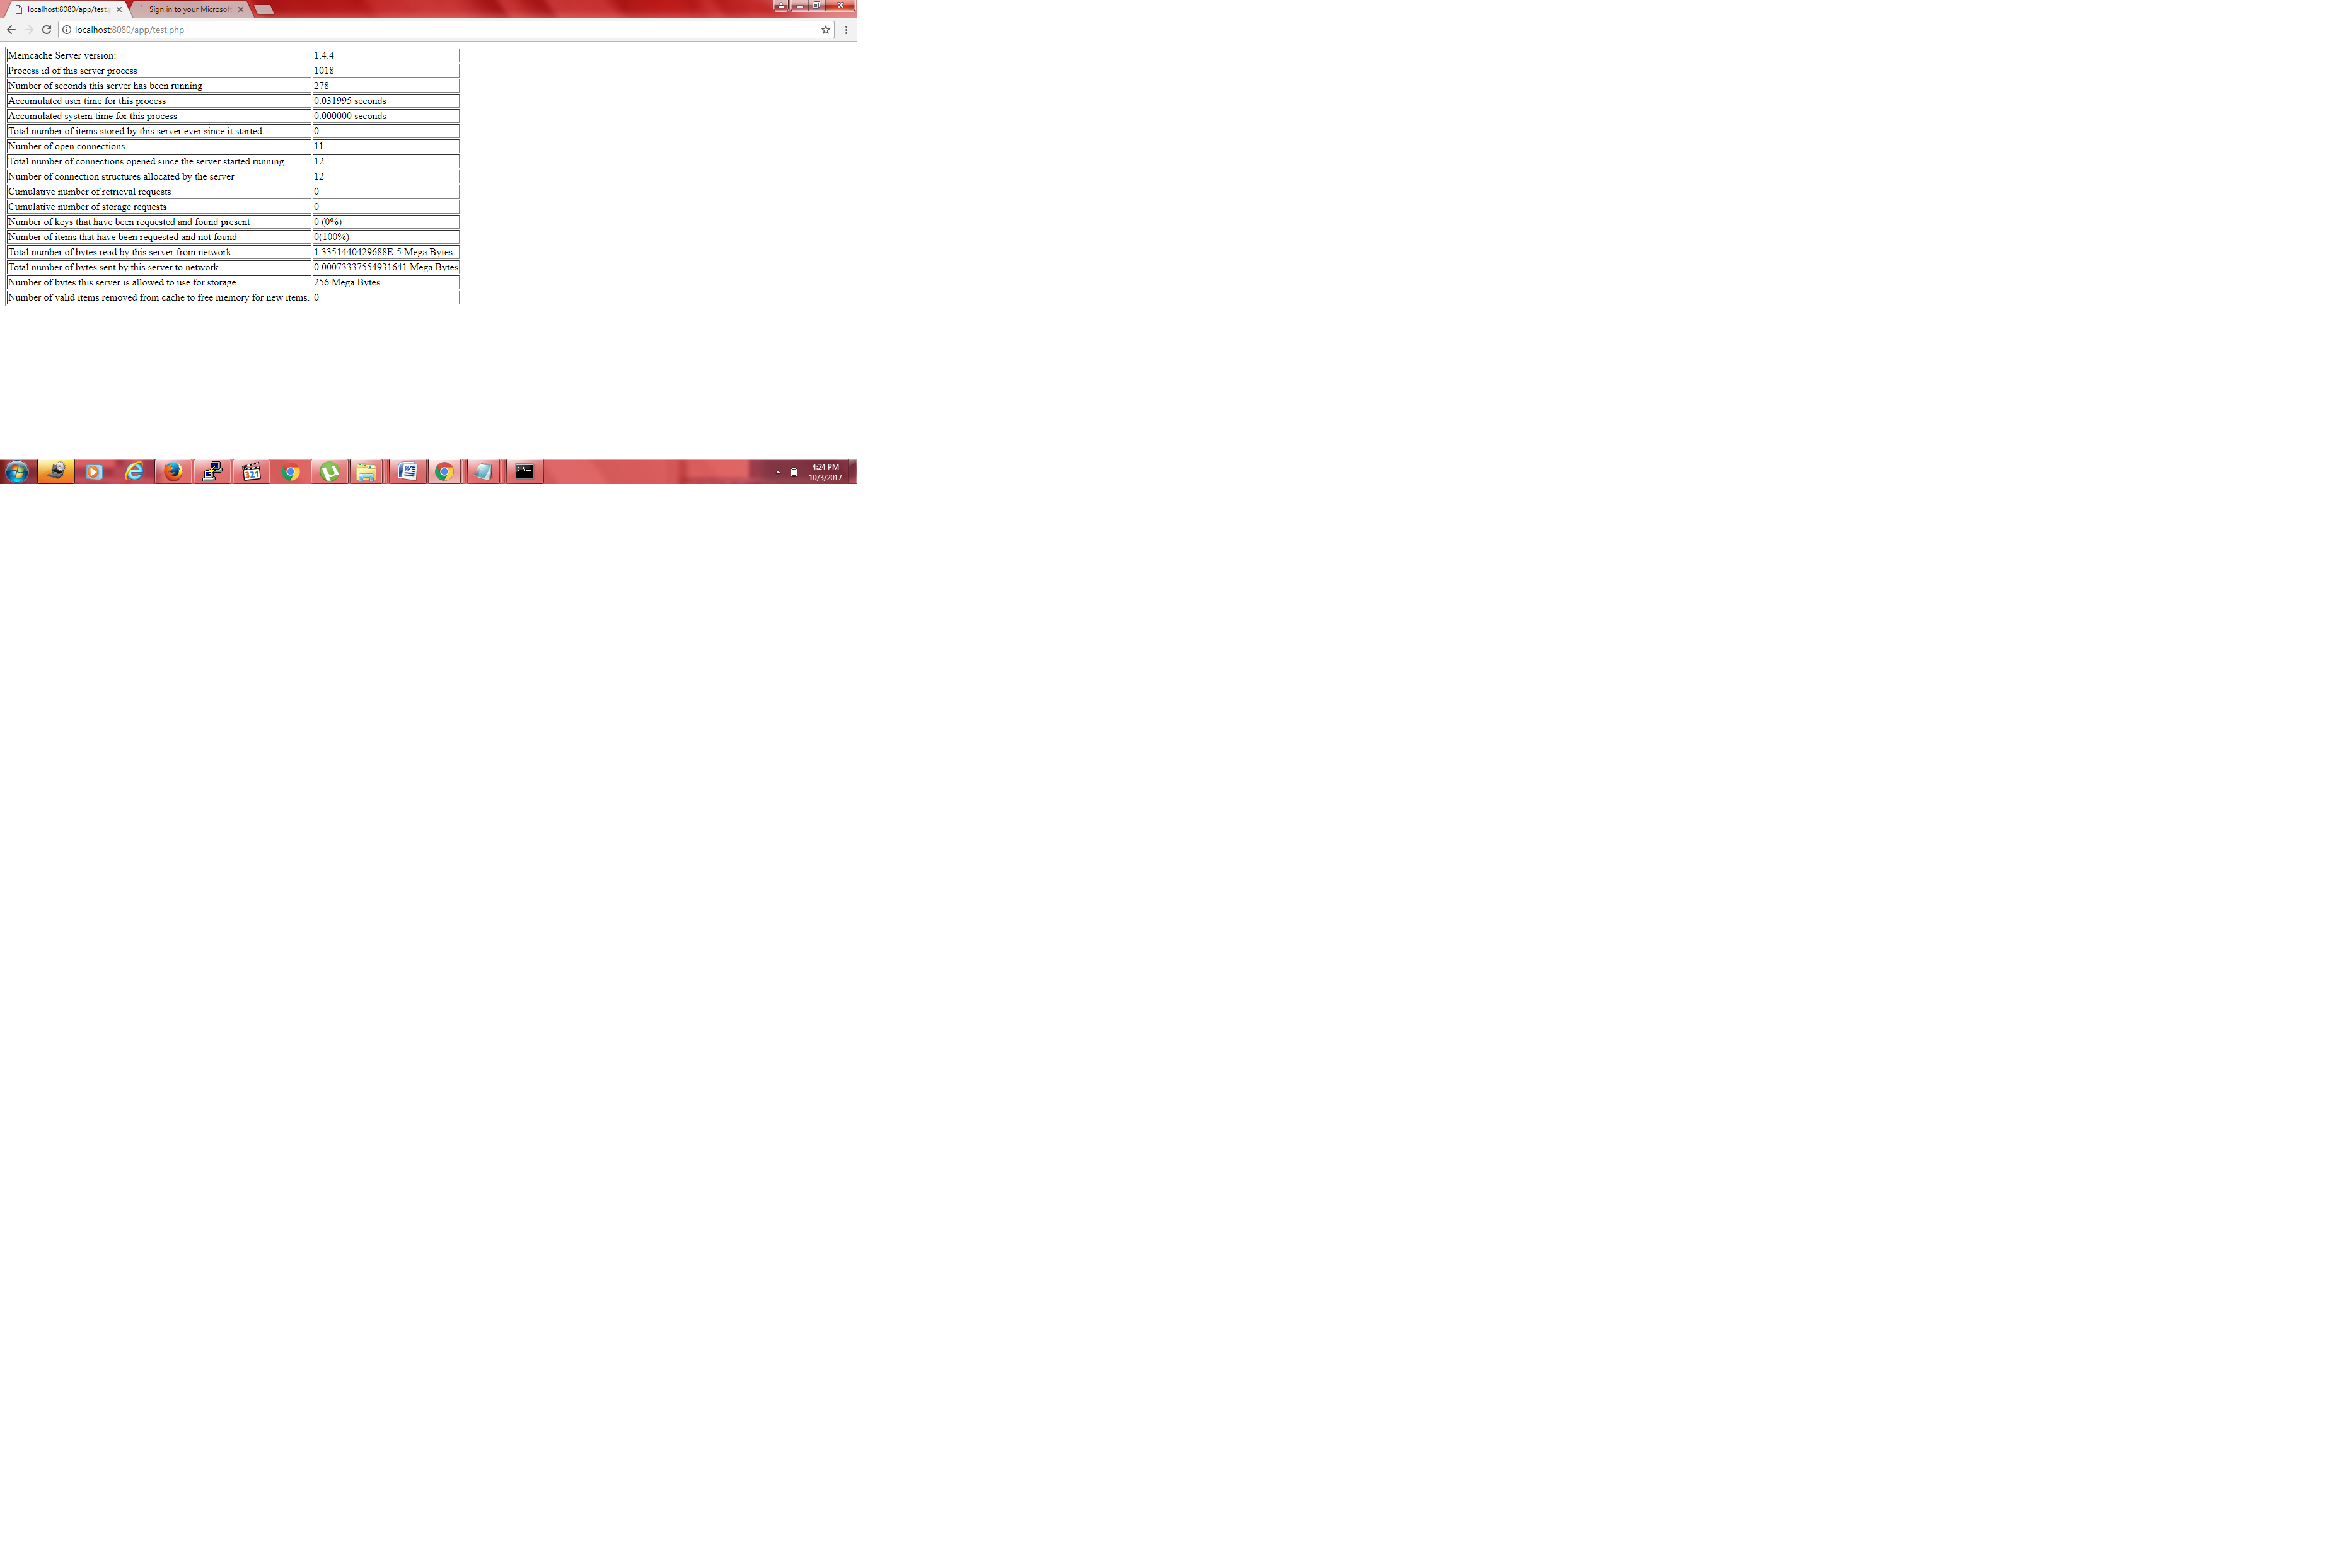 localhost:8080/app/test.
Sign in to your Microsoft
localhost:8080/app/test.php
Memcache Server version: 1.4.4
Process id of this server process 1018
Number of seconds this server has been running 278
Accumulated user time for this process 0.031995 seconds
Accumulated system time for this process 0.000000 seconds
Total number of items stored by this server ever since it started 0
Number of open connections 11
Total number of connections opened since the server started running 12
Number of connection structures allocated by the server 12
Cumulative number of retrieval requests 0
Cumulative number of storage requests 0
Number of keys that have been requested and found present 0 (0%)
Number of items that have been requested and not found 0(100%)
Total number of bytes read by this server from network 1.3351440429688E-5 Mega Bytes
Total number of bytes sent by this server to network 0.00073337554931641 Mega Bytes
Number of bytes this server is allowed to use for storage. 256 Mega Bytes
Number of valid items removed from cache to free memory for new items. 0
321
4:24 PM
10/3/2017